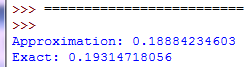 >>> ==========================
>>>
Approximation: 0.18884234603
Exact: 0.19314718056